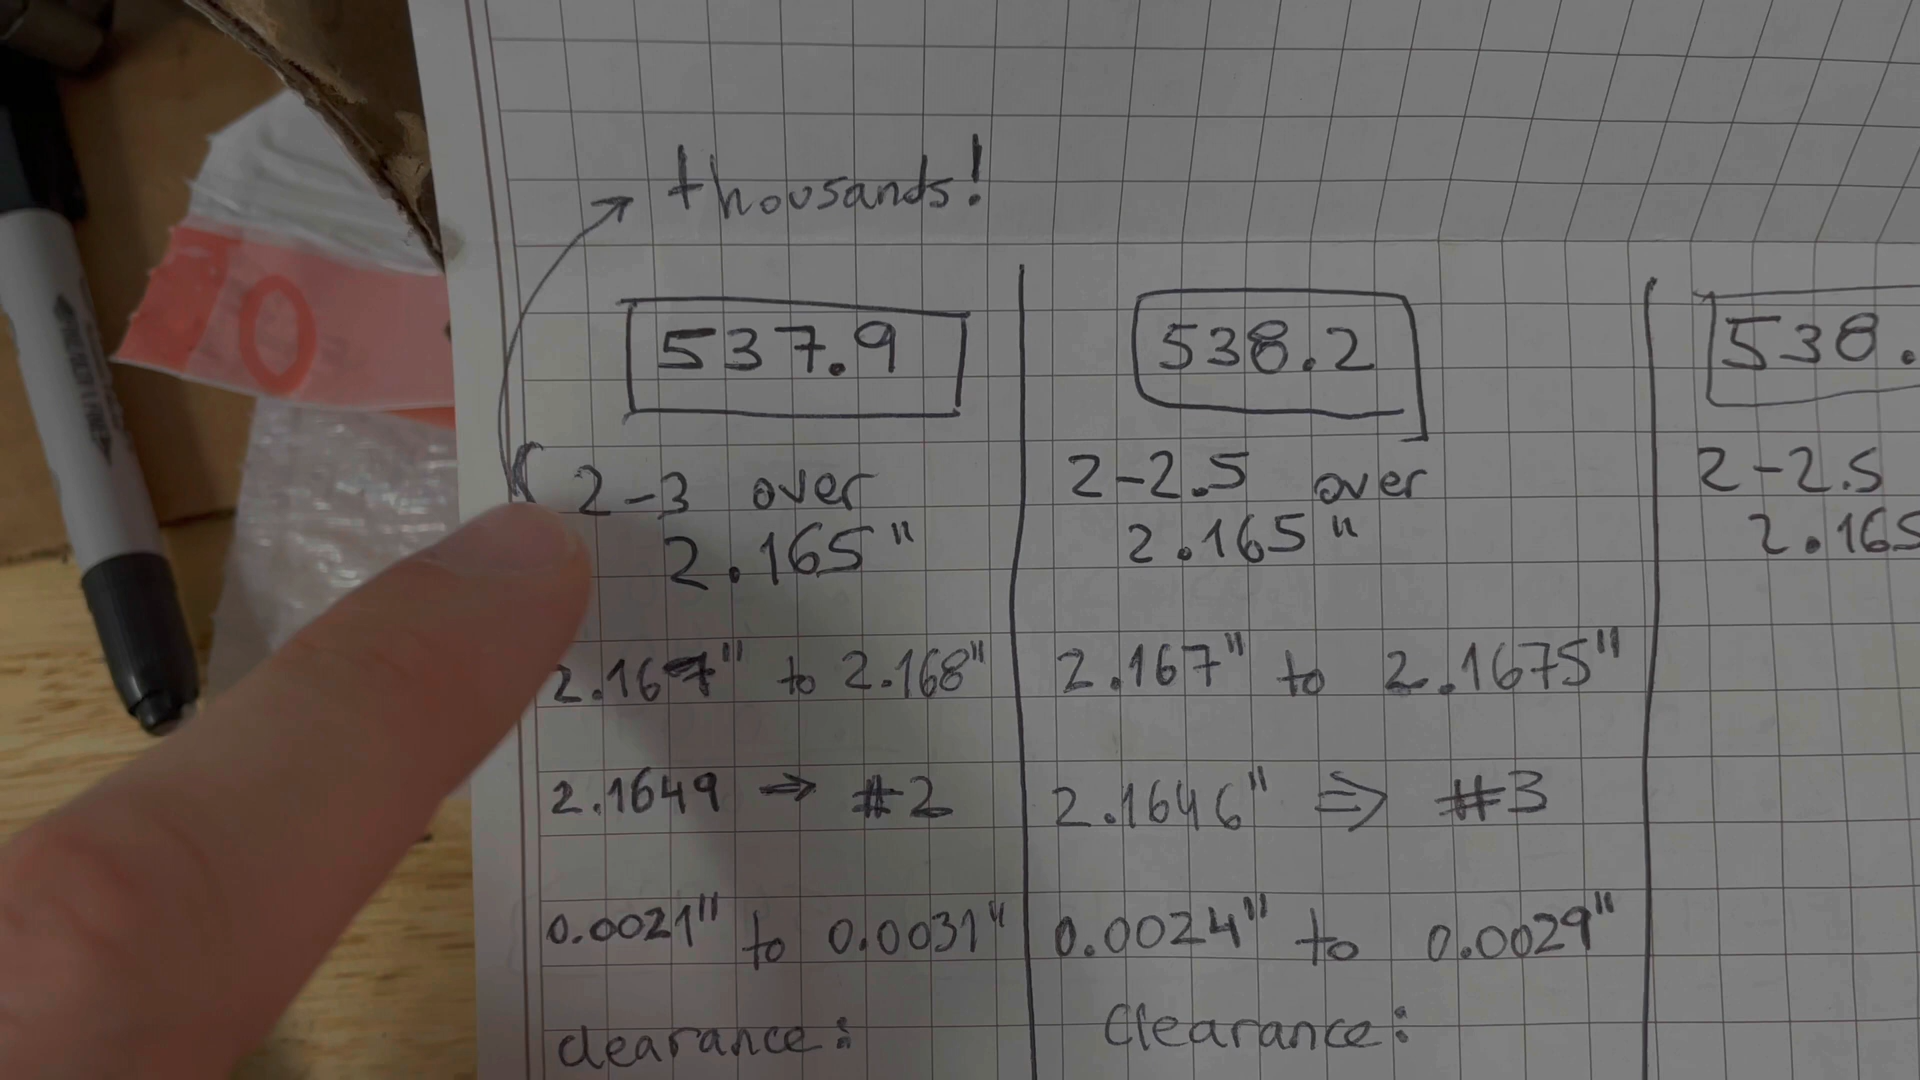 thousands!
537.9
2-3 over
2.165"
2.167" to 2.168"
2.1649 → #2
0.0021" to 0.0031"
clearance:
538.2
2-2.5 over
2.165"
2.167" to 2.1675"
2.1646" ⇒ #3
0.0024" to 0.0029"
Clearance:
538.
2-2.5
2.165
0